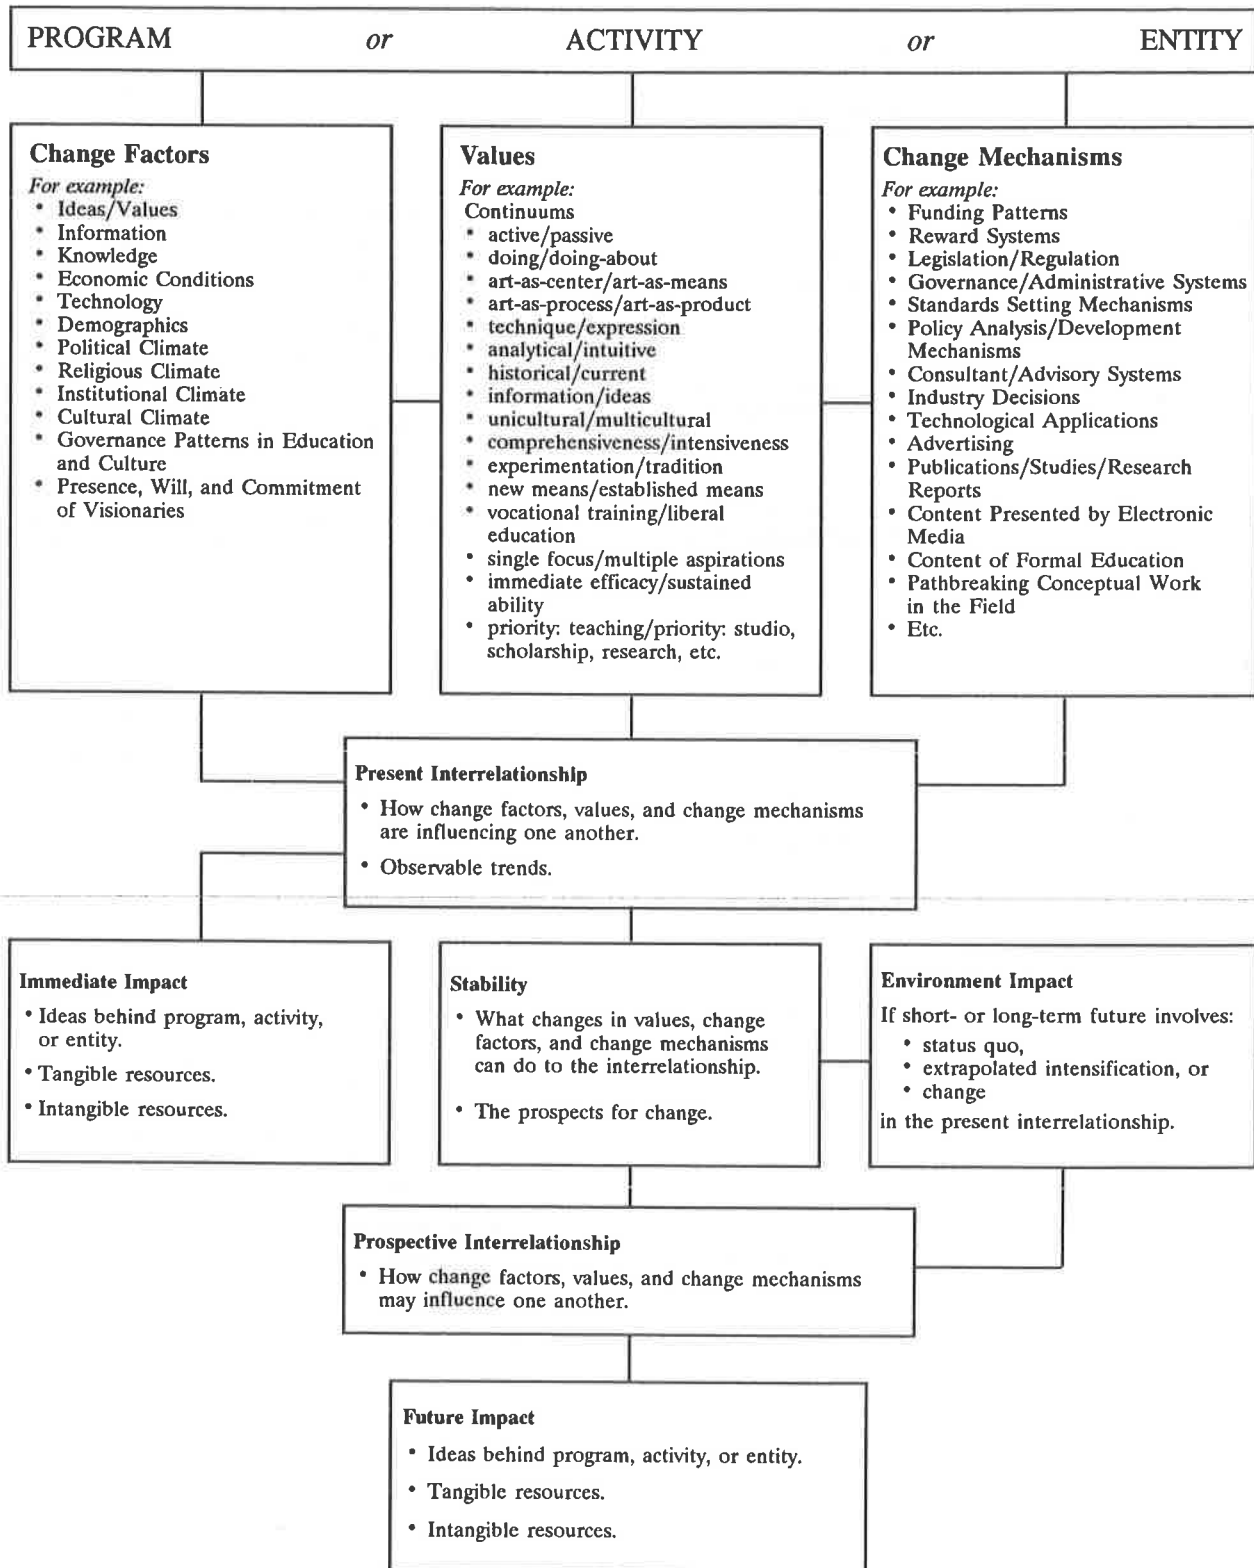 PROGRAM or ACTIVITY or ENTITY
Change Factors
For example:
• Ideas/Values
• Information
• Knowledge
• Economic Conditions
• Technology
• Demographics
• Political Climate
• Religious Climate
• Institutional Climate
• Cultural Climate
• Governance Patterns in Education
and Culture
• Presence, Will, and Commitment
of Visionaries
Values
For example:
Continuums
• active/passive
• doing/doing-about
• art-as-center/art-as-means
• art-as-process/art-as-product
• technique/expression
• analytical/intuitive
• historical/current
• information/ideas
• unicultural/multicultural
• comprehensiveness/intensiveness
• experimentation/tradition
• new means/established means
• vocational training/liberal
education
• single focus/multiple aspirations
• immediate efficacy/sustained
ability
• priority: teaching/priority: studio,
scholarship, research, etc.
Change Mechanisms
For example:
• Funding Patterns
• Reward Systems
• Legislation/Regulation
• Governance/Administrative Systems
• Standards Setting Mechanisms
• Policy Analysis/Development
Mechanisms
• Consultant/Advisory Systems
• Industry Decisions
• Technological Applications
• Advertising
• Publications/Studies/Research
Reports
• Content Presented by Electronic
Media
• Content of Formal Education
• Pathbreaking Conceptual Work
in the Field
• Etc.
Present Interrelationship
• How change factors, values, and change mechanisms
are influencing one another.
• Observable trends.
Immediate Impact
• Ideas behind program, activity,
or entity.
• Tangible resources.
• Intangible resources.
Stability
• What changes in values, change
factors, and change mechanisms
can do to the interrelationship.
• The prospects for change.
Environment Impact
If short- or long-term future involves:
• status quo,
• extrapolated intensification, or
• change
in the present interrelationship.
Prospective Interrelationship
• How change factors, values, and change mechanisms
may influence one another.
Future Impact
• Ideas behind program, activity, or entity.
• Tangible resources.
• Intangible resources.